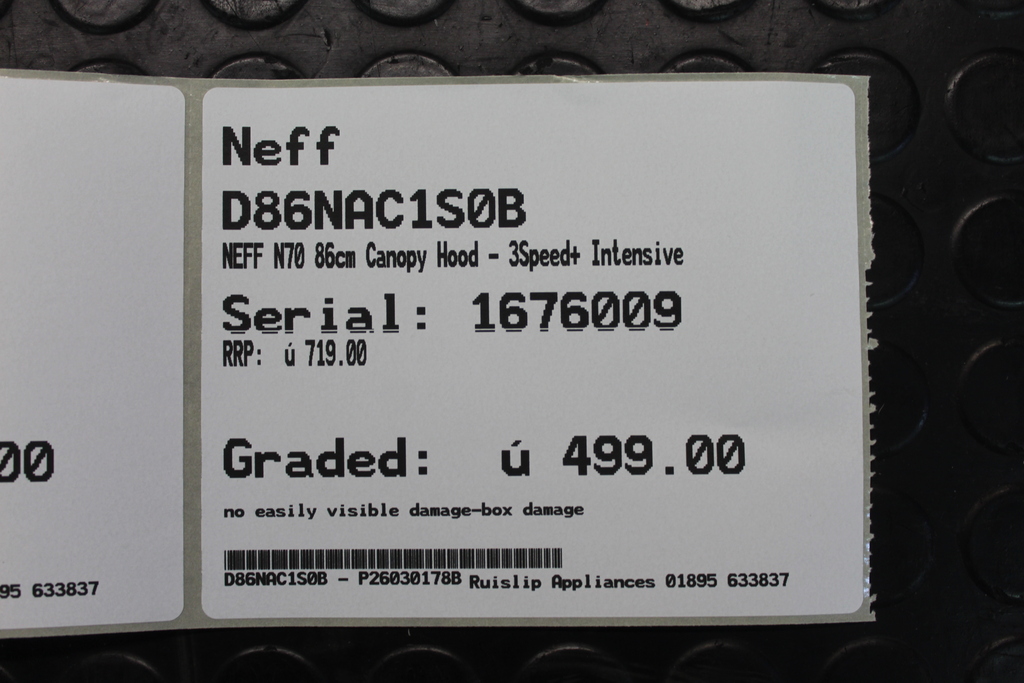 Neff
D86NAC1S0B
NEFF N70 86cm Canopy Hood - 3Speed+ Intensive
Serial: 1676009
RRP: ú 719.00
Graded: ú 499.00
no easily visible damage-box damage
D86NAC1S0B - P26030178B Ruislip Appliances 01895 633837
00
95 633837